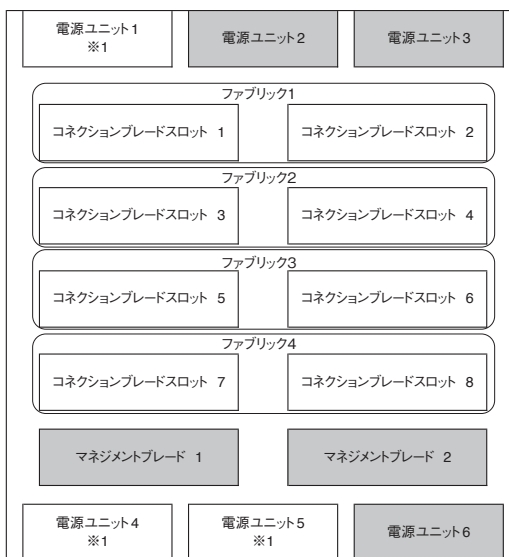 電源ユニット1
※1
電源ユニット2
電源ユニット3
ファブリック1
コネクションブレードスロット 1
コネクションブレードスロット 2
ファブリック2
コネクションブレードスロット 3
コネクションブレードスロット 4
ファブリック3
コネクションブレードスロット 5
コネクションブレードスロット 6
ファブリック4
コネクションブレードスロット 7
コネクションブレードスロット 8
マネジメントブレード 1
マネジメントブレード 2
電源ユニット4
※1
電源ユニット5
※1
電源ユニット6